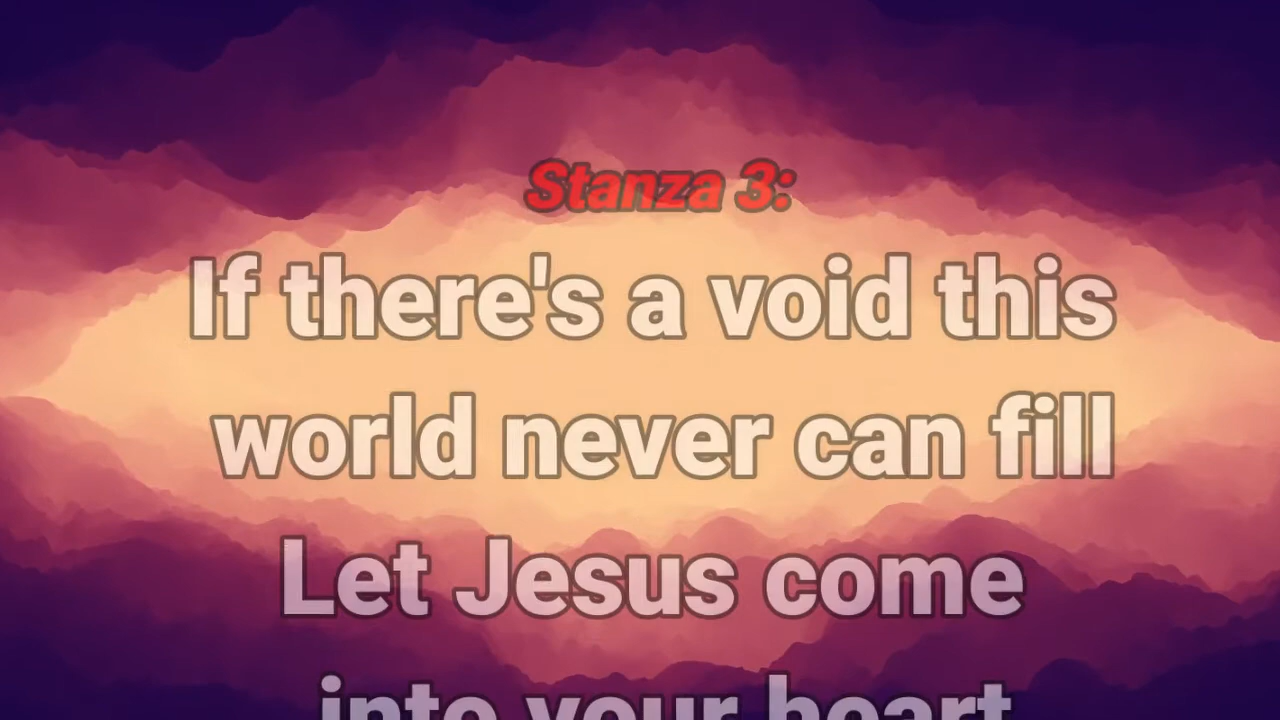 Stanza 3:
If there's a void this
world never can fill
Let Jesus come
into your heart